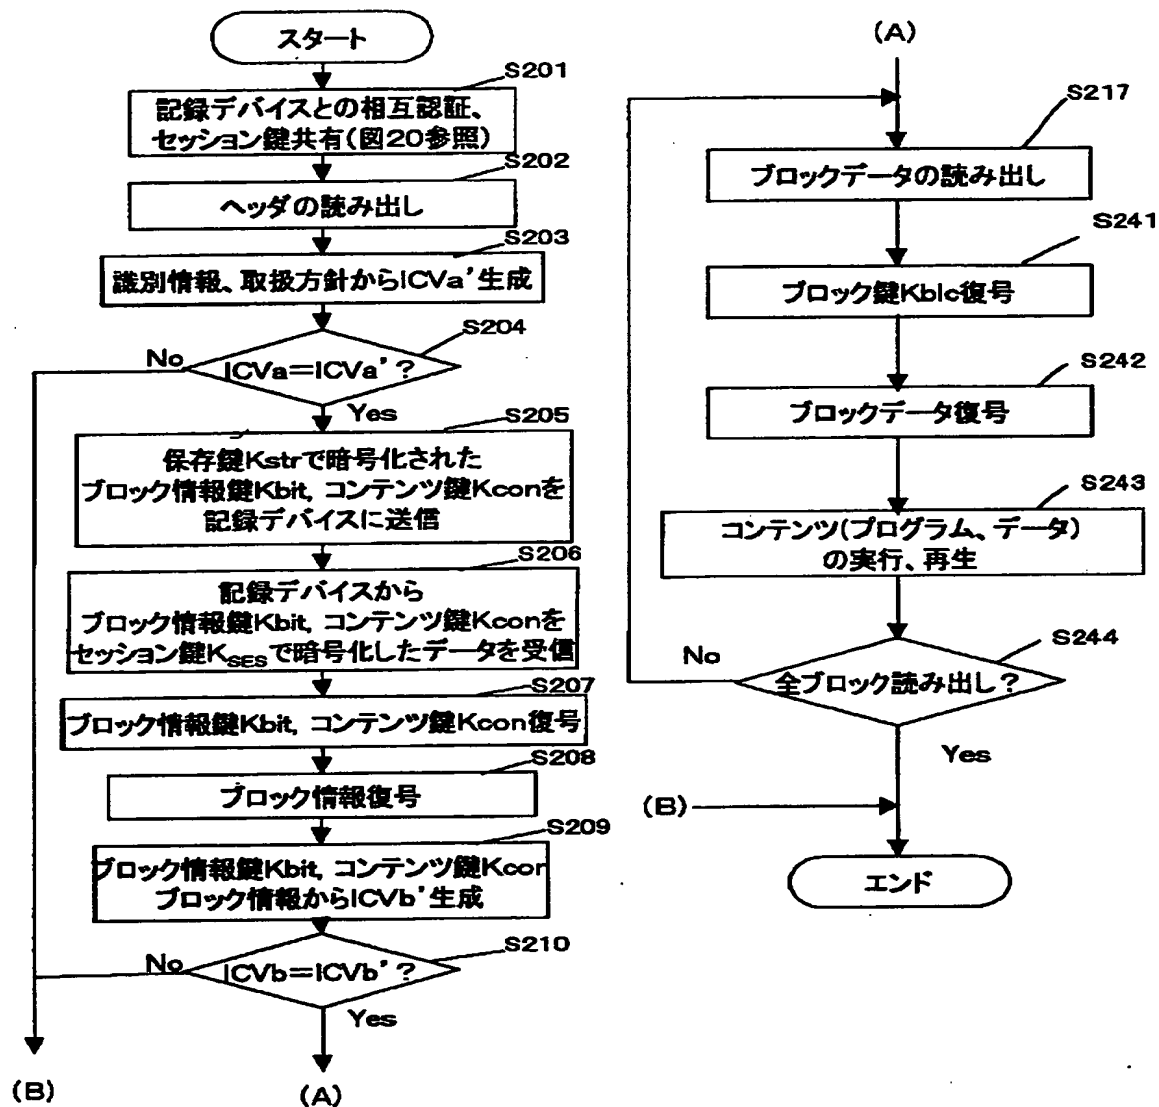 スタート
S201
記録デバイスとの相互認証、
セッション鍵共有(図20参照)
S202
ヘッダの読み出し
S203
識別情報、取扱方針からICVa'生成
S204
ICVa=ICVa'?
No
Yes
S205
保存鍵Kstrで暗号化された
ブロック情報鍵Kbit, コンテンツ鍵Kconを
記録デバイスに送信
S206
記録デバイスから
ブロック情報鍵Kbit, コンテンツ鍵Kconを
セッション鍵KSESで暗号化したデータを受信
S207
ブロック情報鍵Kbit, コンテンツ鍵Kcon復号
S208
ブロック情報復号
S209
ブロック情報鍵Kbit, コンテンツ鍵Kcon
ブロック情報からICVb'生成
S210
ICVb=ICVb'?
No
Yes
(B)
(A)
(A)
S217
ブロックデータの読み出し
S241
ブロック鍵Kblc復号
S242
ブロックデータ復号
S243
コンテンツ(プログラム、データ)
の実行、再生
S244
全ブロック読み出し?
No
Yes
(B)
エンド